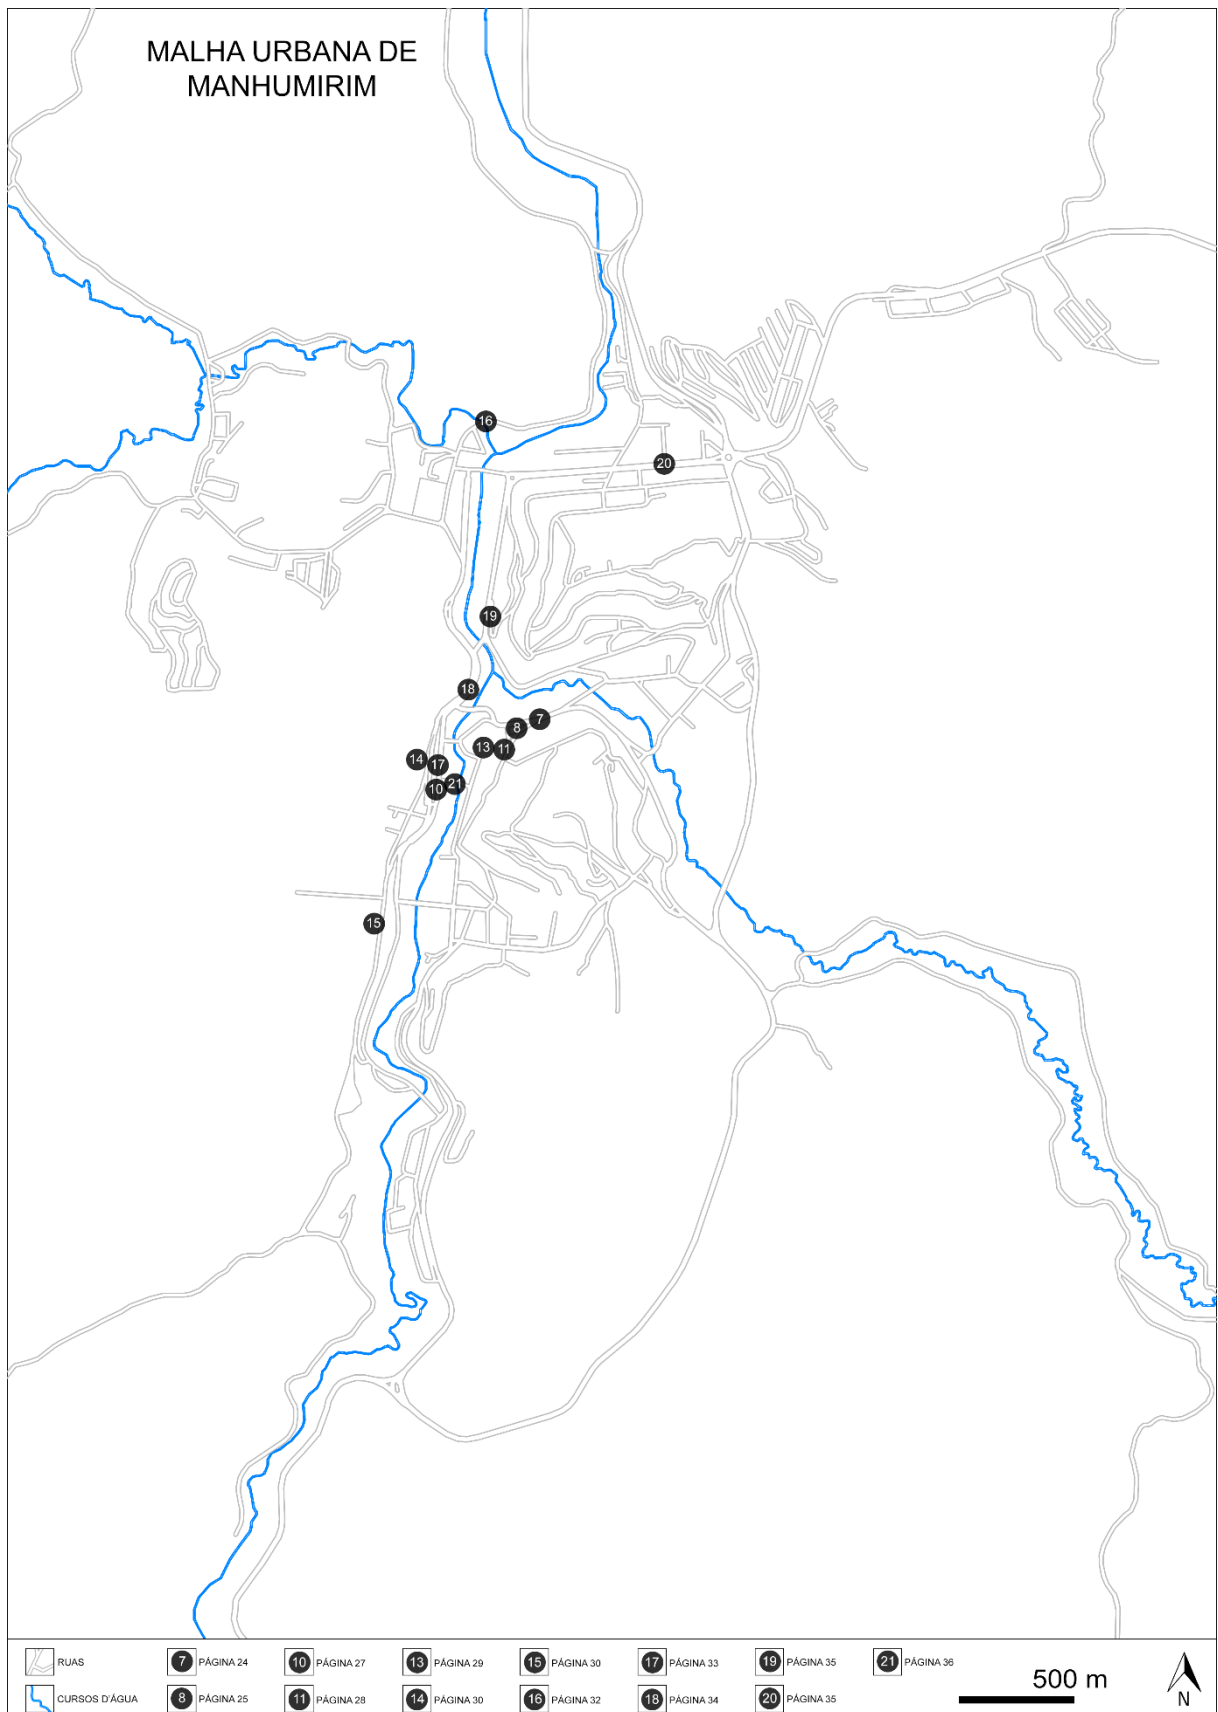 MALHA URBANA DE
MANHUMIRIM
16
20
19
18
7
8
13
11
14
17
10
21
15
RUAS
7 PÁGINA 24
10 PÁGINA 27
13 PÁGINA 29
15 PÁGINA 30
17 PÁGINA 33
19 PÁGINA 35
21 PÁGINA 36
CURSOS D'ÁGUA
8 PÁGINA 25
11 PÁGINA 28
14 PÁGINA 30
16 PÁGINA 32
18 PÁGINA 34
20 PÁGINA 35
500 m
N